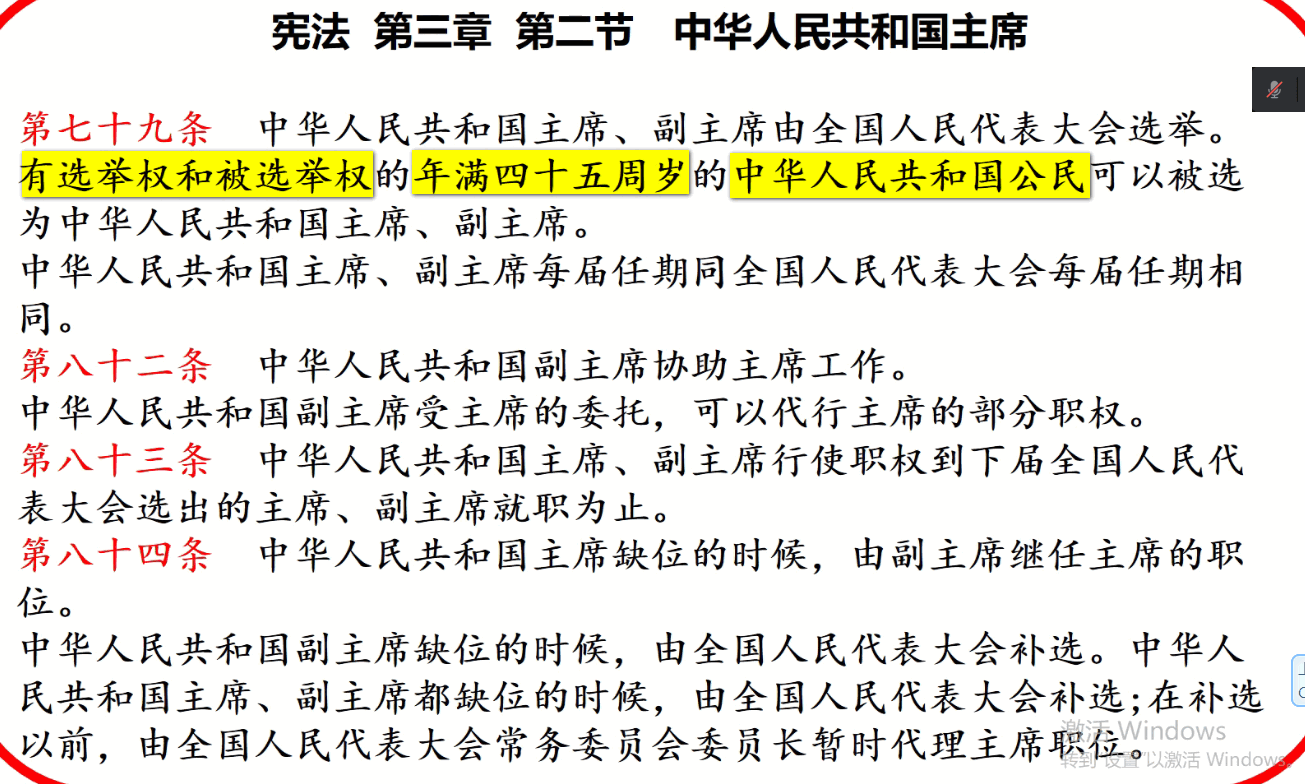 宪法 第三章 第二节 中华人民共和国主席
第七十九条 中华人民共和国主席、副主席由全国人民代表大会选举。
有选举权和被选举权的年满四十五周岁的中华人民共和国公民可以被选
为中华人民共和国主席、副主席。
中华人民共和国主席、副主席每届任期同全国人民代表大会每届任期相
同。
第八十二条 中华人民共和国副主席协助主席工作。
中华人民共和国副主席受主席的委托，可以代行主席的部分职权。
第八十三条 中华人民共和国主席、副主席行使职权到下届全国人民代
表大会选出的主席、副主席就职为止。
第八十四条 中华人民共和国主席缺位的时候，由副主席继任主席的职
位。
中华人民共和国副主席缺位的时候，由全国人民代表大会补选。中华人
民共和国主席、副主席都缺位的时候，由全国人民代表大会补选;在补选
以前，由全国人民代表大会常务委员会委员长暂时代理主席职位。
激活 Windows
转到"设置"以激活 Windows。